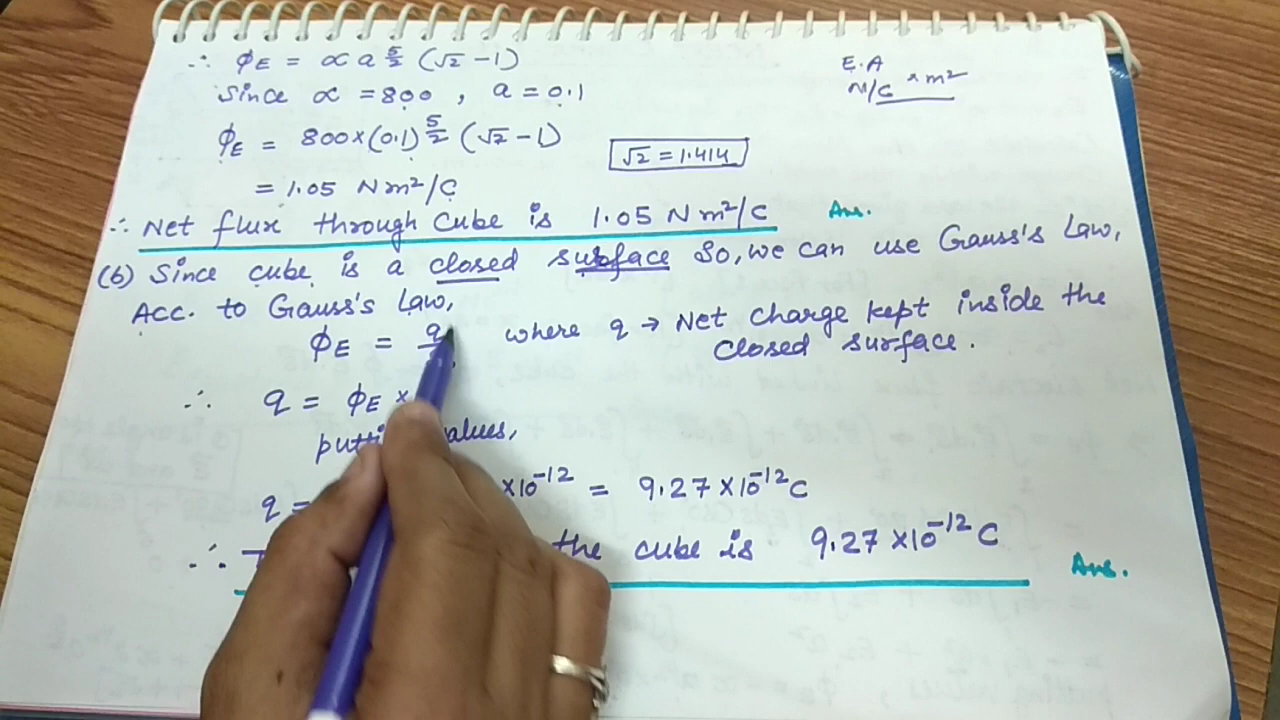 ∴ ϕE = ∝ a 5/2 (√2 - 1)
E.A
N/C * m²
Since ∝ = 800 , a = 0.1
ϕE = 800×(0.1) 5/2 (√2 - 1)
√2 = 1.414
= 1.05 Nm²/C
∴ Net flux through Cube is 1.05 Nm²/C Ans.
(b) Since cube is a closed surface So, we can use Gauss's Law,
Acc. to Gauss's Law,
ϕE = q where q → Net charge kept inside the
closed surface.
∴ q = ϕE ×
putting values,
q = ×10⁻¹² = 9.27 ×10⁻¹² C
∴ the cube is 9.27 ×10⁻¹² C
Ans.